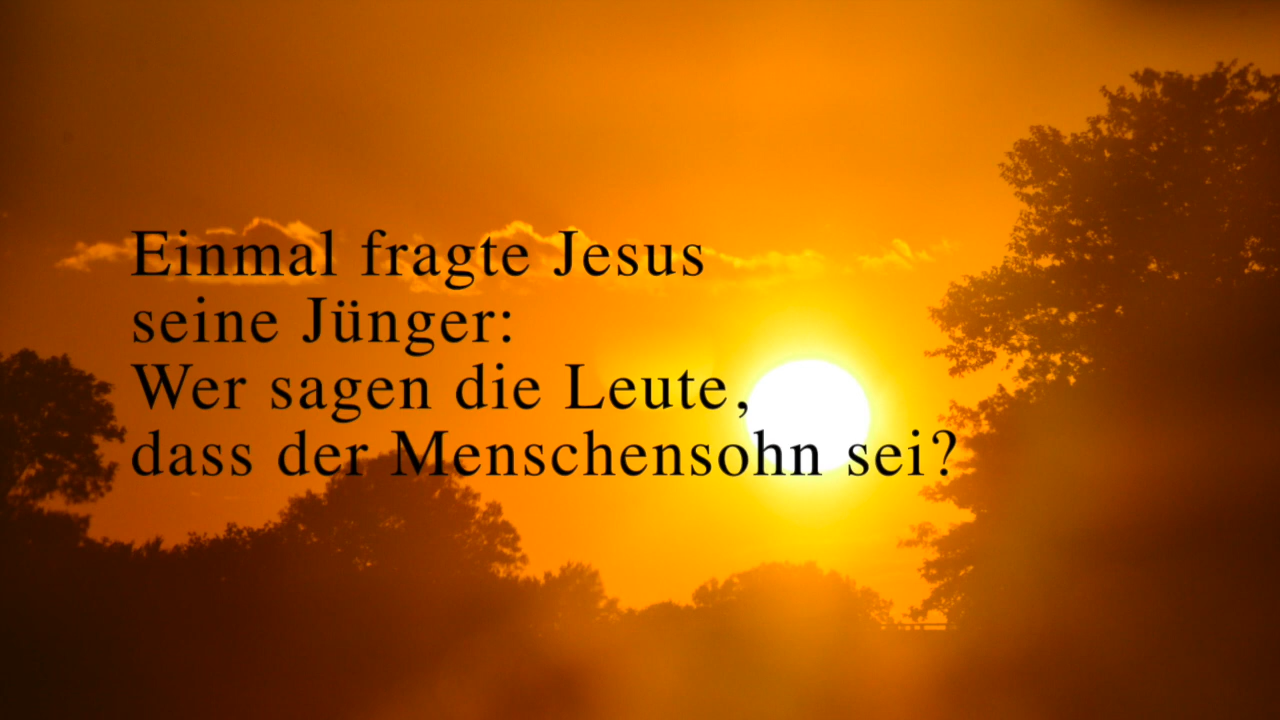 Einmal fragte Jesus
seine Jünger:
Wer sagen die Leute,
dass der Menschensohn sei?